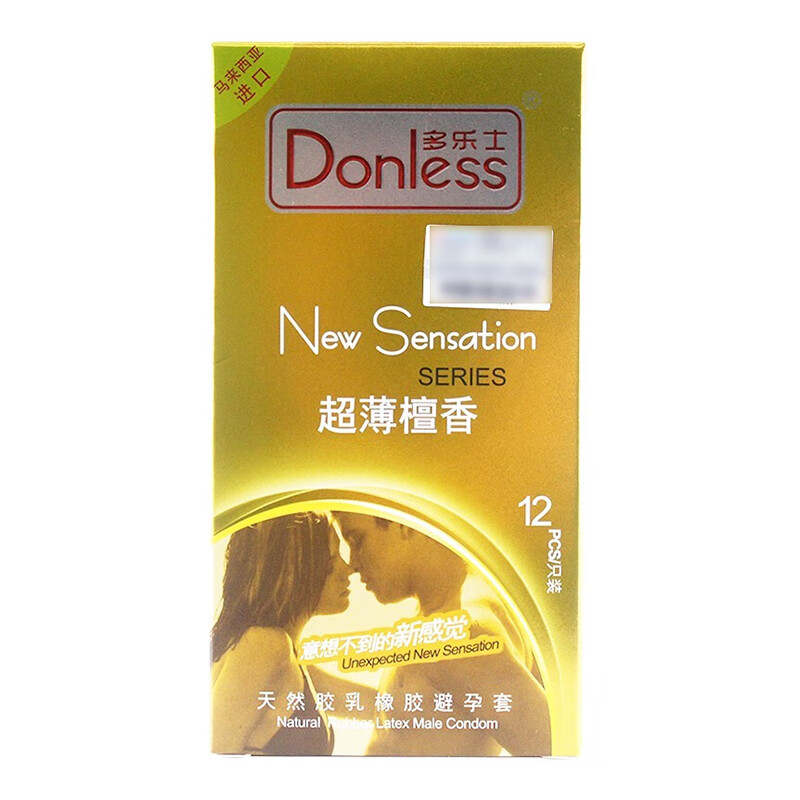 马来西亚
进口
多乐士
Donless
New Sensation
SERIES
超薄檀香
12
PCS/只装
意想不到的新感觉
Unexpected New Sensation
天然胶乳橡胶避孕套
Natural Rubber Latex Male Condom